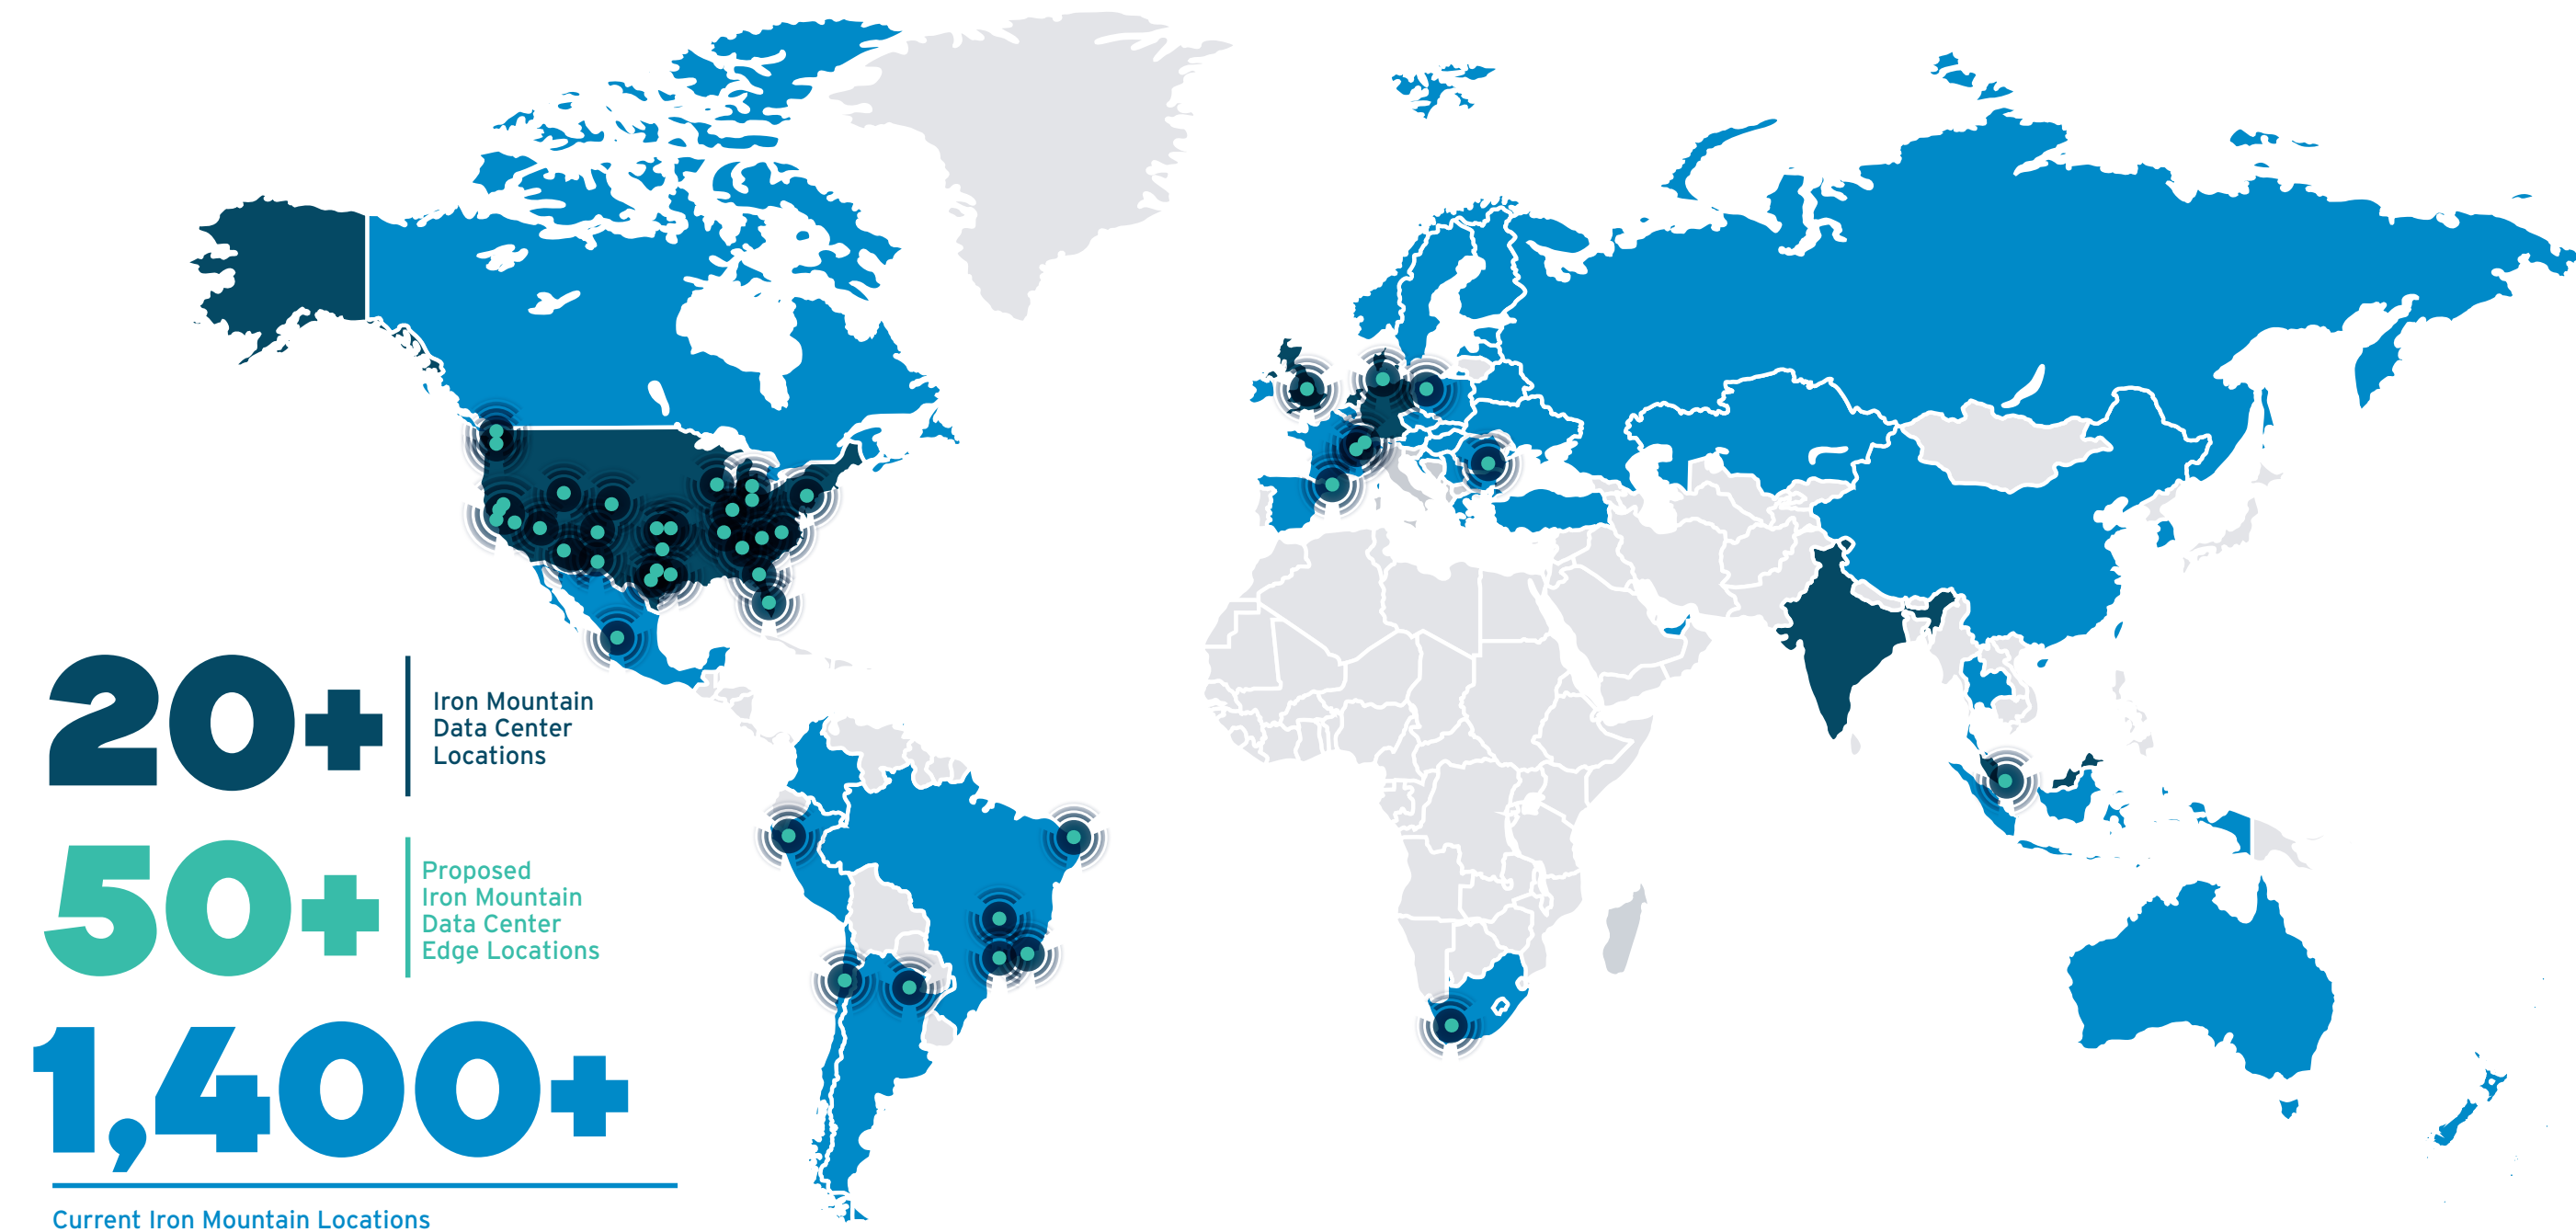 20+
Iron Mountain
Data Center
Locations
50+
Proposed
Iron Mountain
Data Center
Edge Locations
1,400+
Current Iron Mountain Locations